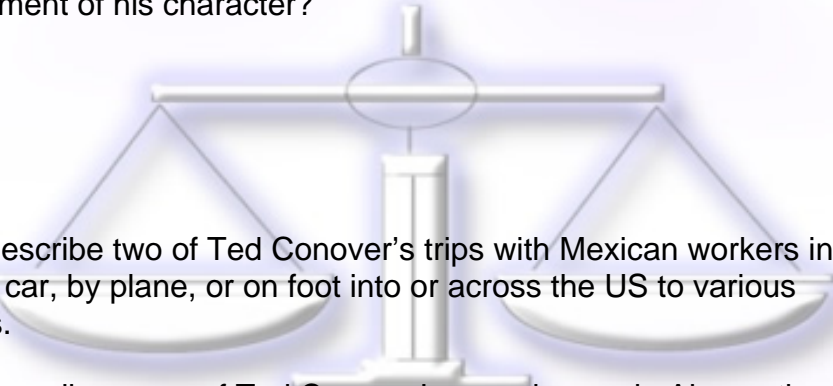 ment of his character?
escribe two of Ted Conover’s trips with Mexican workers in
car, by plane, or on foot into or across the US to various